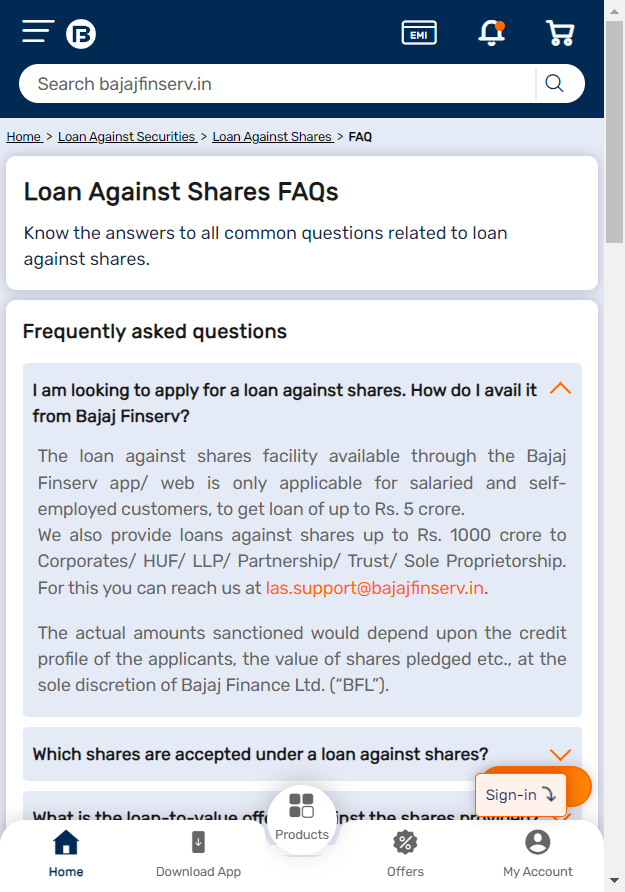 EMI
Search bajajfinserv.in
Home > Loan Against Securities > Loan Against Shares > FAQ
Loan Against Shares FAQs
Know the answers to all common questions related to loan
against shares.
Frequently asked questions
I am looking to apply for a loan against shares. How do I avail it
from Bajaj Finserv?
The loan against shares facility available through the Bajaj
Finserv app/ web is only applicable for salaried and self-
employed customers, to get loan of up to Rs. 5 crore.
We also provide loans against shares up to Rs. 1000 crore to
Corporates/ HUF/ LLP/ Partnership/ Trust/ Sole Proprietorship.
For this you can reach us at las.support@bajajfinserv.in.
The actual amounts sanctioned would depend upon the credit
profile of the applicants, the value of shares pledged etc., at the
sole discretion of Bajaj Finance Ltd. (“BFL”).
Which shares are accepted under a loan against shares?
Sign-in
What is the loan-to-value the shares provided?
Products
Home
Download App
Offers
My Account